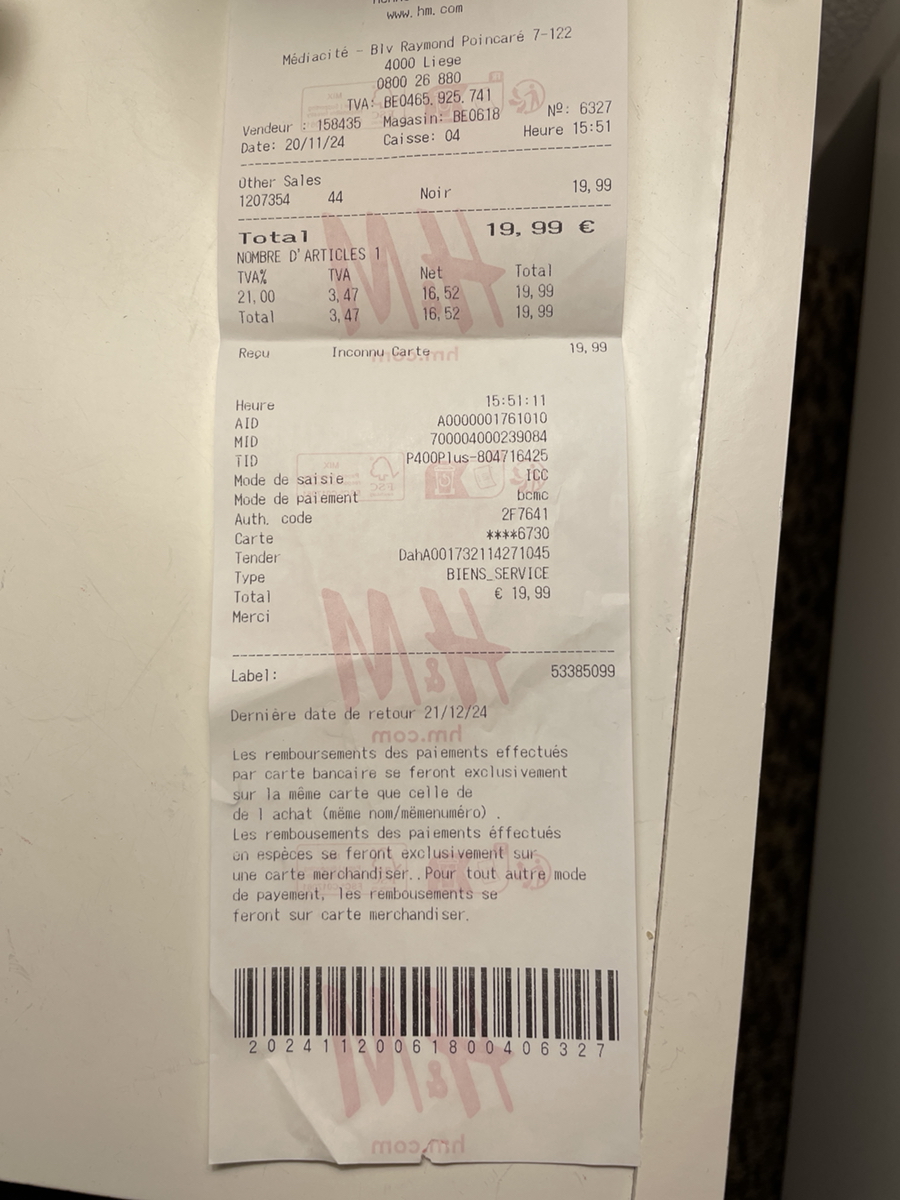 www.hm.com
Médiacité - Blv Raymond Poincaré 7-122
4000 Liege
0800 26 880
TVA: BE0465.925.741
Vendeur : 158435 Magasin: BE0618 Nº: 6327
Date: 20/11/24 Caisse: 04 Heure 15:51
Other Sales
1207354 44 Noir 19,99
Total 19,99 €
NOMBRE D'ARTICLES 1
TVA% TVA Net Total
21,00 3,47 16,52 19,99
Total 3,47 16,52 19,99
Reçu Inconnu Carte 19,99
hm.com
Heure 15:51:11
AID A0000001761010
MID 700004000239084
TID P400Plus-804716425
Mode de saisie ICC
Mode de paiement bcmc
Auth. code 2F7641
Carte ****6730
Tender DahA001732114271045
Type BIENS_SERVICE
Total € 19,99
Merci
H&M
Label: 53385099
Dernière date de retour 21/12/24
hm.com
Les remboursements des paiements effectués
par carte bancaire se feront exclusivement
sur la même carte que celle de
de l achat (même nom/mêmenuméro) .
Les rembousements des paiements éffectués
en espèces se feront exclusivement sur
une carte merchandiser..Pour tout autre mode
de payement, les rembousements se
feront sur carte merchandiser.
20241120061800406327
H&M
hm.com